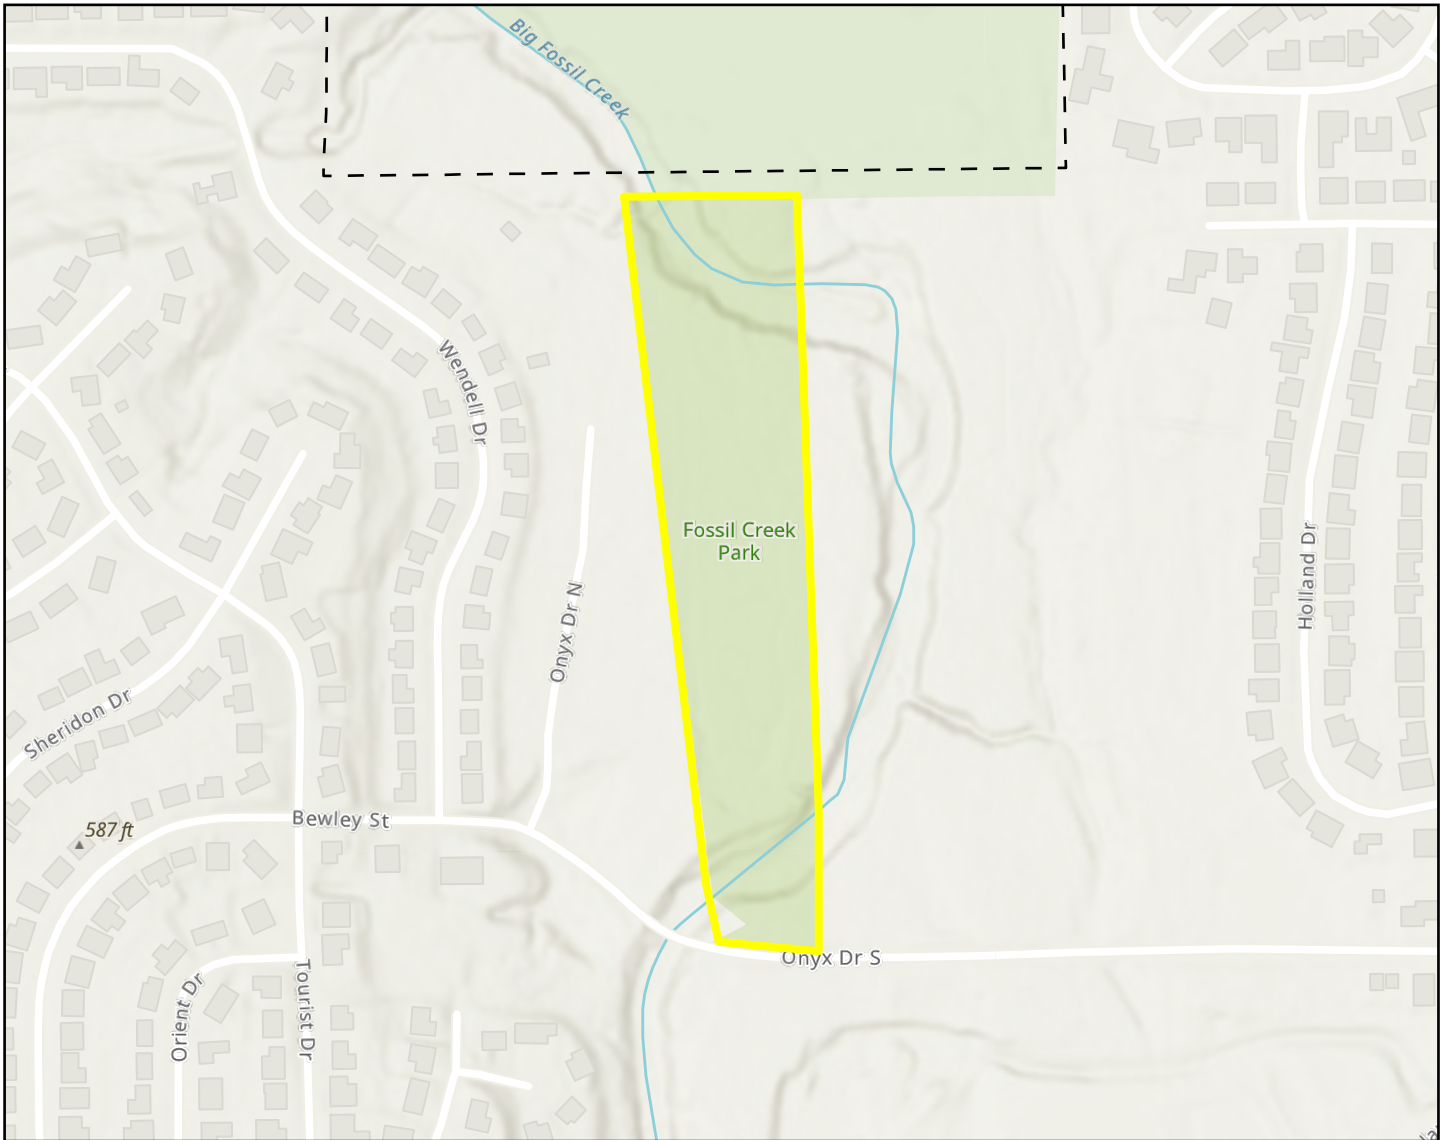 Big Fossil Creek
Wendell Dr
Fossil Creek
Park
Onyx Dr N
Holland Dr
Sheridon Dr
587 ft
Bewley St
Onyx Dr S
Orient Dr
Tourist Dr